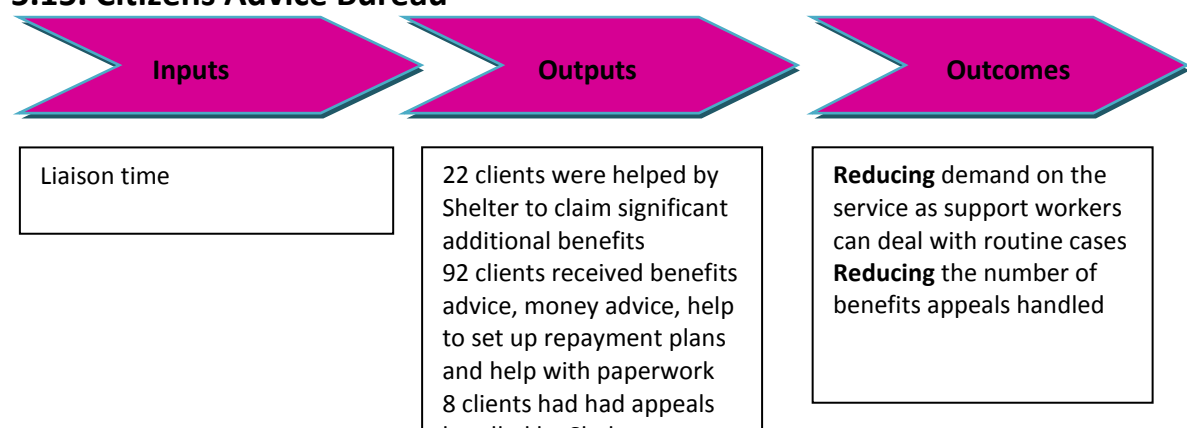 Inputs
Outputs
Outcomes
Liaison time
22 clients were helped by
Shelter to claim significant
additional benefits
92 clients received benefits
advice, money advice, help
to set up repayment plans
and help with paperwork
8 clients had had appeals
Reducing demand on the
service as support workers
can deal with routine cases
Reducing the number of
benefits appeals handled